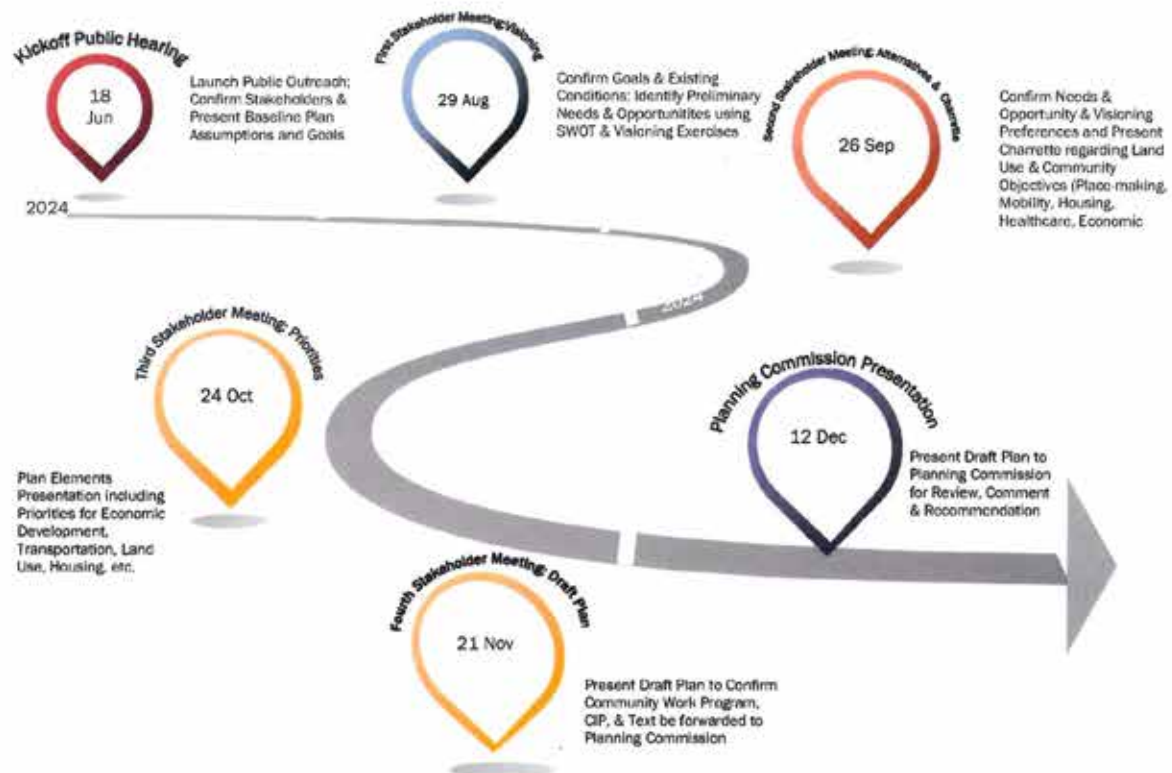 Kickoff Public Hearing
18
Jun
Launch Public Outreach;
Confirm Stakeholders &
Present Baseline Plan
Assumptions and Goals
First Stakeholder Meeting:Visioning
29 Aug
Confirm Goals & Existing
Conditions: Identify Preliminary
Needs & Opportunitites using
SWOT & Visioning Exercises
Second Stakeholder Meeting: Alternatives & Charrette
26 Sep
Confirm Needs &
Opportunity & Visioning
Preferences and Present
Charrette regarding Land
Use & Community
Objectives (Place-making,
Mobility, Housing,
Healthcare, Economic
2024
2024
Third Stakeholder Meeting: Priorities
24 Oct
Plan Elements
Presentation including
Priorities for Economic
Development,
Transportation, Land
Use, Housing, etc.
Planning Commission Presentation
12 Dec
Present Draft Plan to
Planning Commission
for Review, Comment
& Recommendation
Fourth Stakeholder Meeting: Draft Plan
21 Nov
Present Draft Plan to Confirm
Community Work Program,
CIP, & Text be forwarded to
Planning Commission